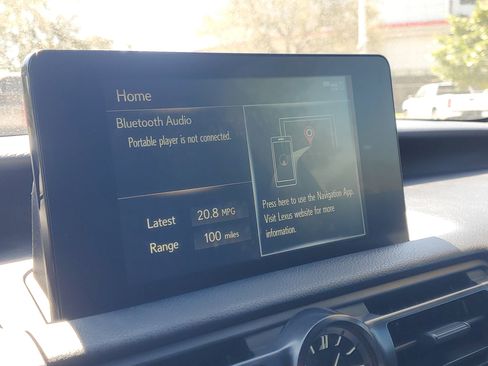 Home
Bluetooth Audio
Portable player is not connected.
Latest 20.8 MPG
Range 100 miles
Press here to use the Navigation App.
Visit Lexus website for more
information.